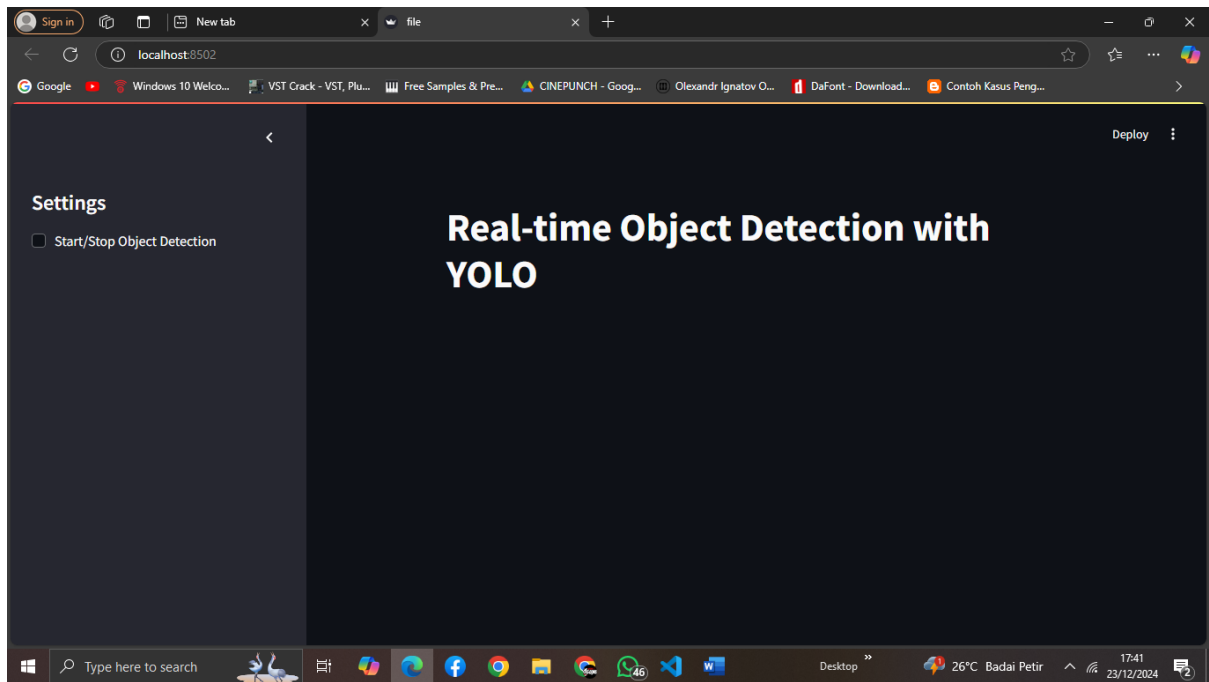 Sign in
New tab
file
localhost:8502
Google
Windows 10 Welco...
VST Crack - VST, Plu...
Free Samples & Pre...
CINEPUNCH - Goog...
Olexandr Ignatov O...
DaFont - Download...
Contoh Kasus Peng...
Deploy
Settings
Start/Stop Object Detection
Real-time Object Detection with
YOLO
Type here to search
46
Desktop
26°C Badai Petir
17:41
23/12/2024
2